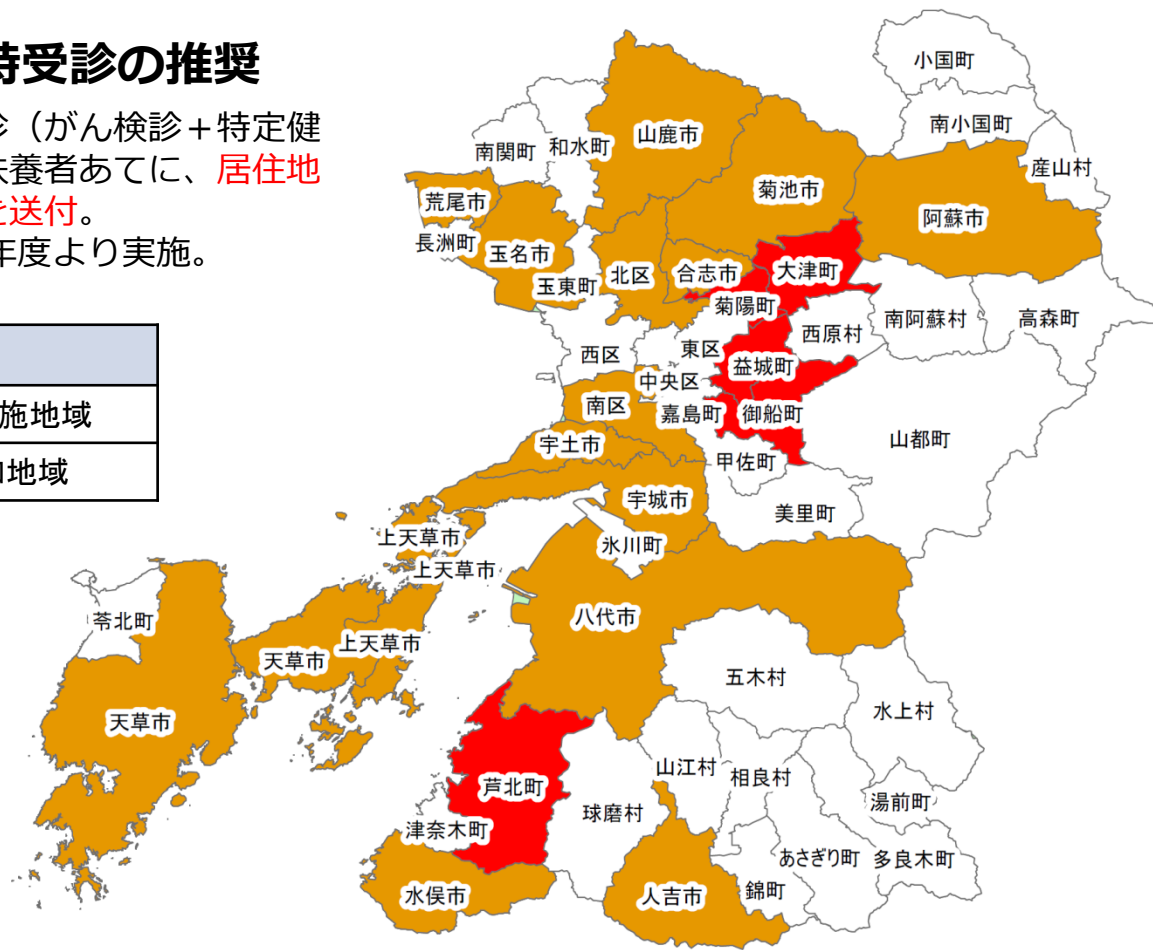 時受診の推奨
診（がん検診＋特定健
扶養者あてに、居住地
を送付。
年度より実施。
施地域
地域
小国町
南小国町
産山村
山鹿市
和水町
南関町
菊池市
阿蘇市
荒尾市
長洲町
玉名市
玉東町
北区
合志市
大津町
菊陽町
西原村
南阿蘇村
高森町
西区
東区
中央区
益城町
南区
嘉島町
御船町
山都町
宇土市
甲佐町
宇城市
美里町
氷川町
上天草市
上天草市
八代市
苓北町
上天草市
天草市
天草市
五木村
水上村
山江村
相良村
芦北町
球磨村
湯前町
津奈木町
あさぎり町
多良木町
水俣市
人吉市
錦町